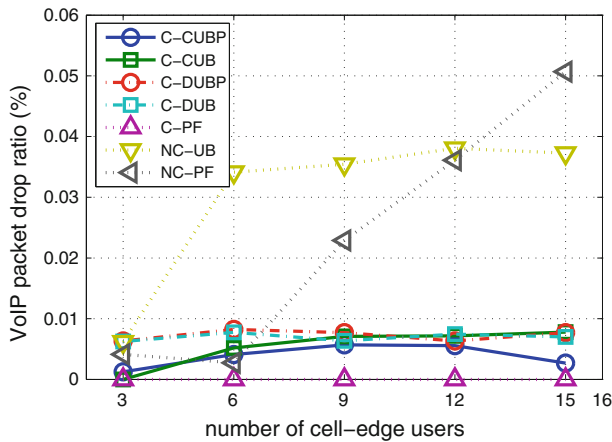 0.06
0.05
0.04
0.03
0.02
0.01
0
VoIP packet drop ratio (%)
C−CUBP
C−CUB
C−DUBP
C−DUB
C−PF
NC−UB
NC−PF
3 6 9 12 15 16
number of cell−edge users